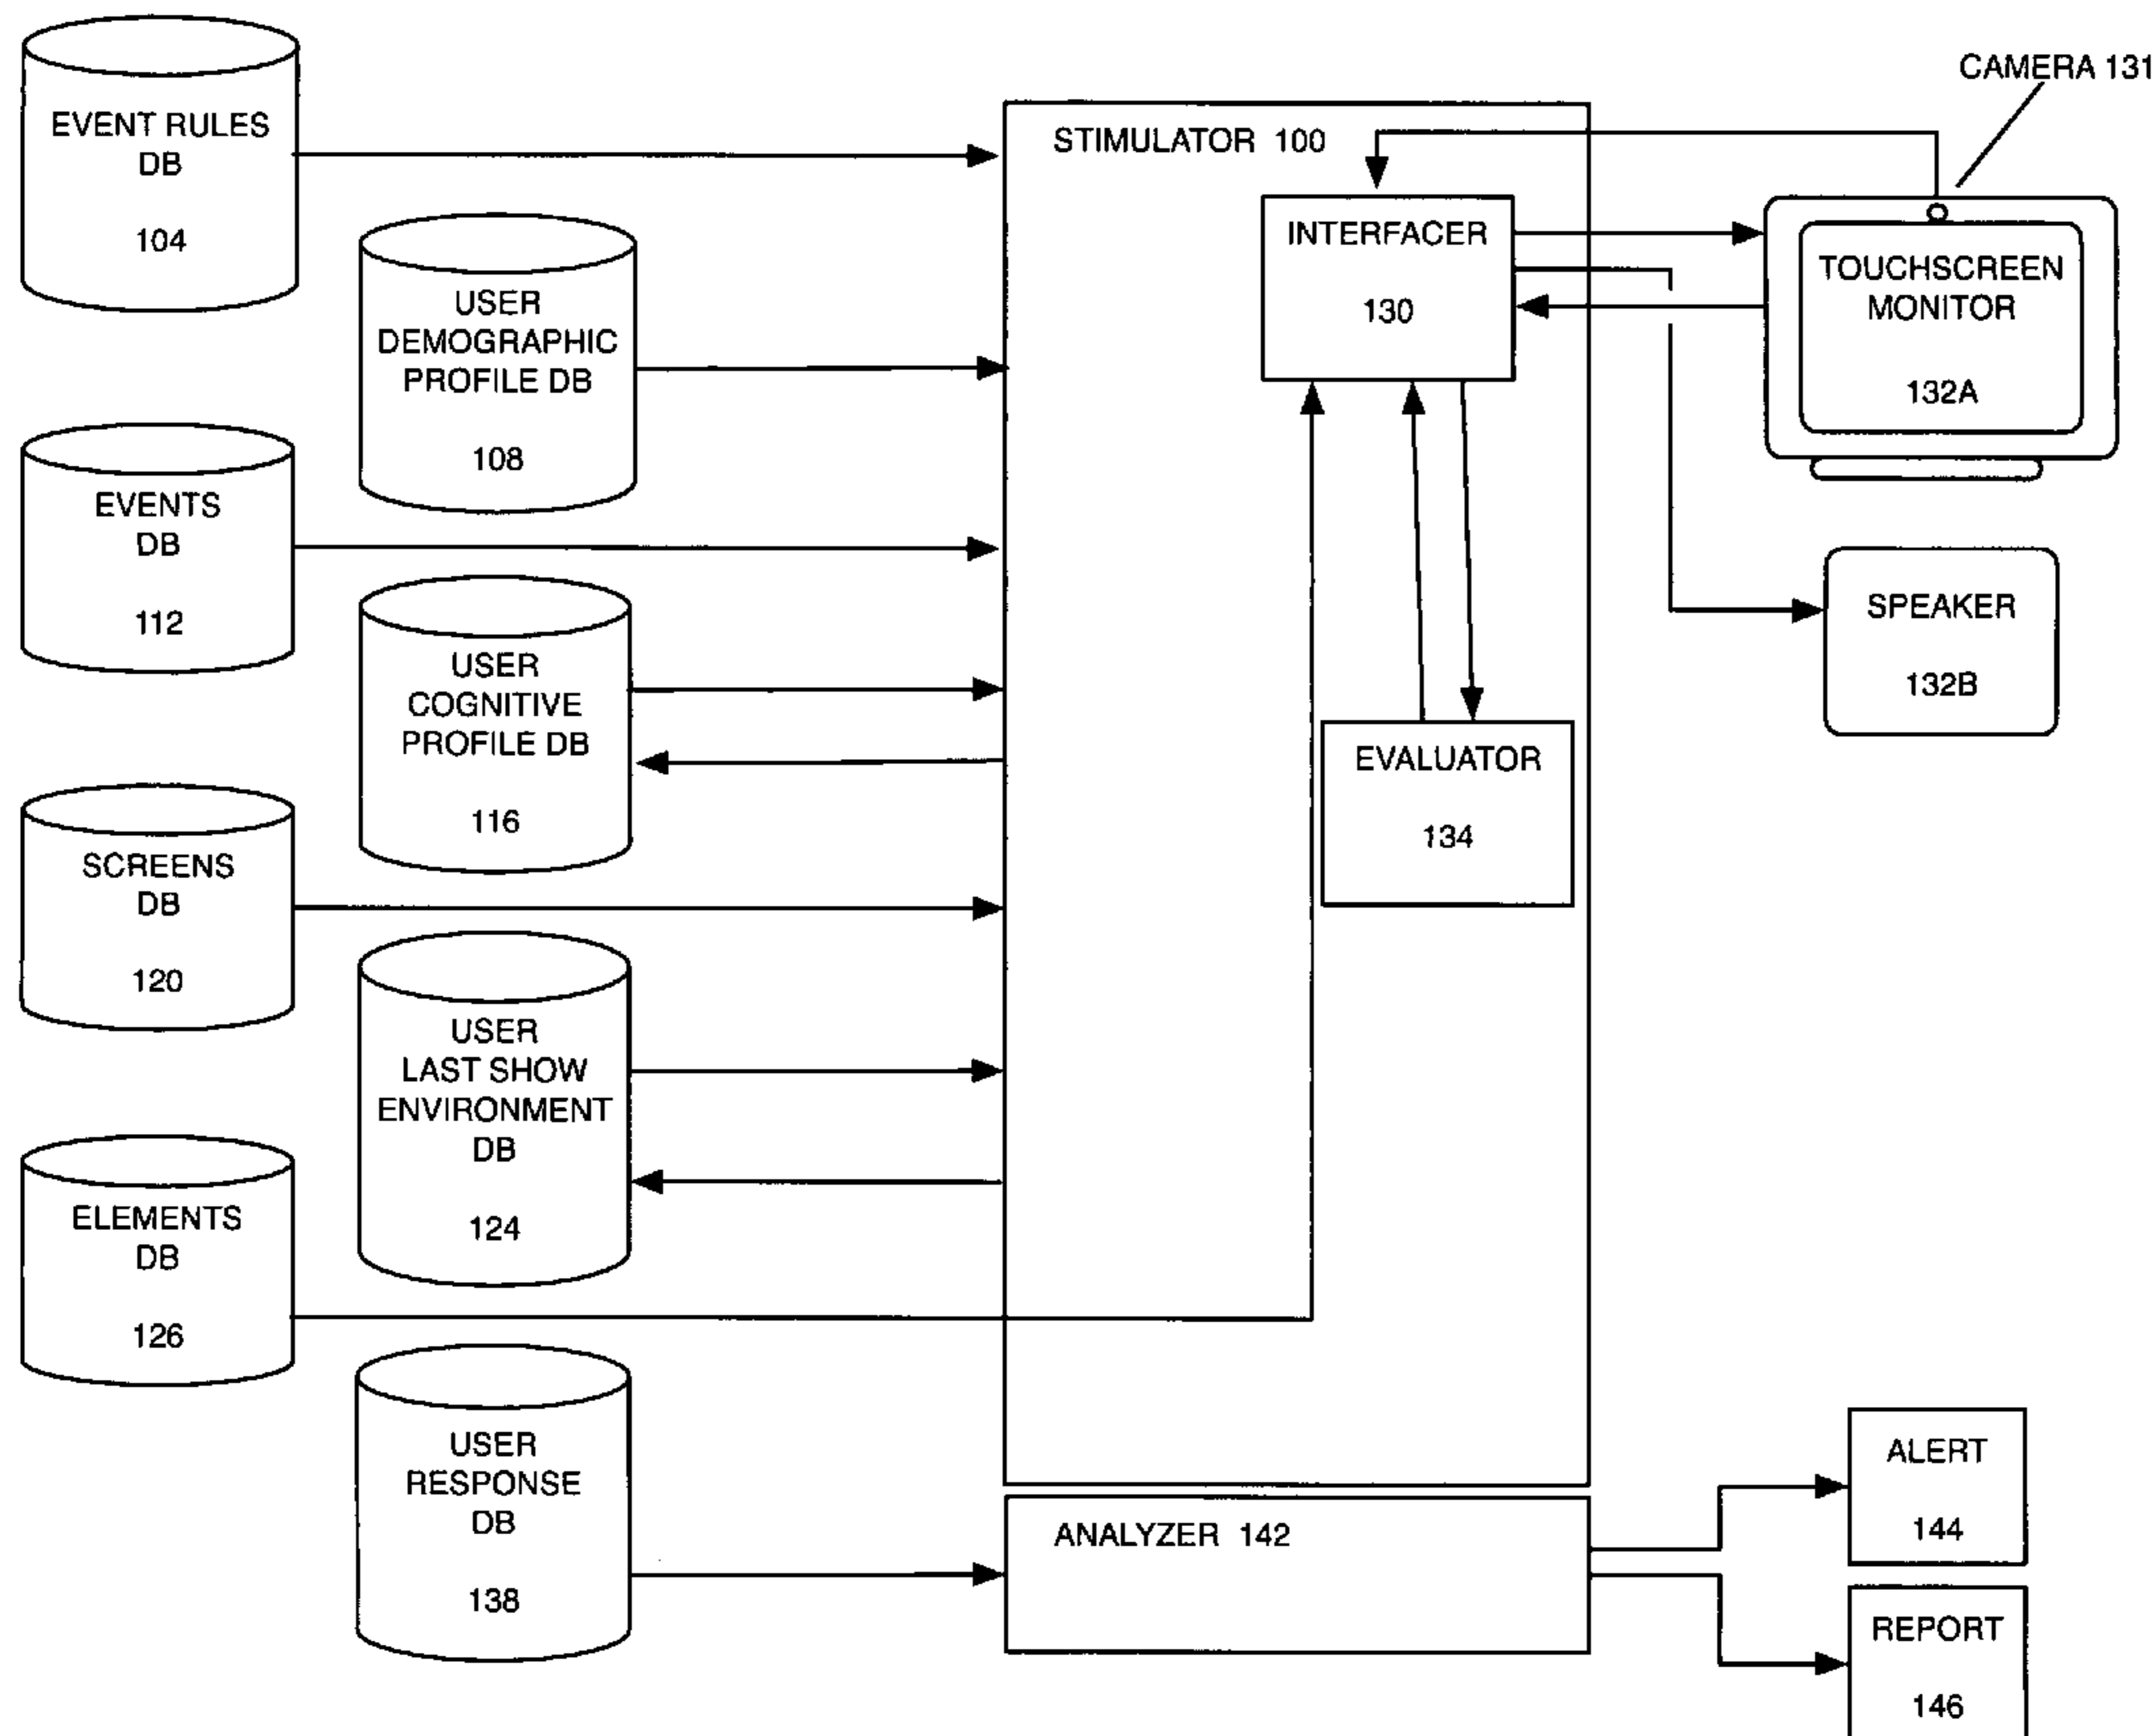 CAMERA 131
EVENT RULES
DB
104
STIMULATOR 100
INTERFACER
130
TOUCHSCREEN
MONITOR
132A
USER
DEMOGRAPHIC
PROFILE DB
108
EVENTS
DB
112
SPEAKER
132B
USER
COGNITIVE
PROFILE DB
116
EVALUATOR
134
SCREENS
DB
120
USER
LAST SHOW
ENVIRONMENT
DB
124
ELEMENTS
DB
126
USER
RESPONSE
DB
138
ANALYZER 142
ALERT
144
REPORT
146